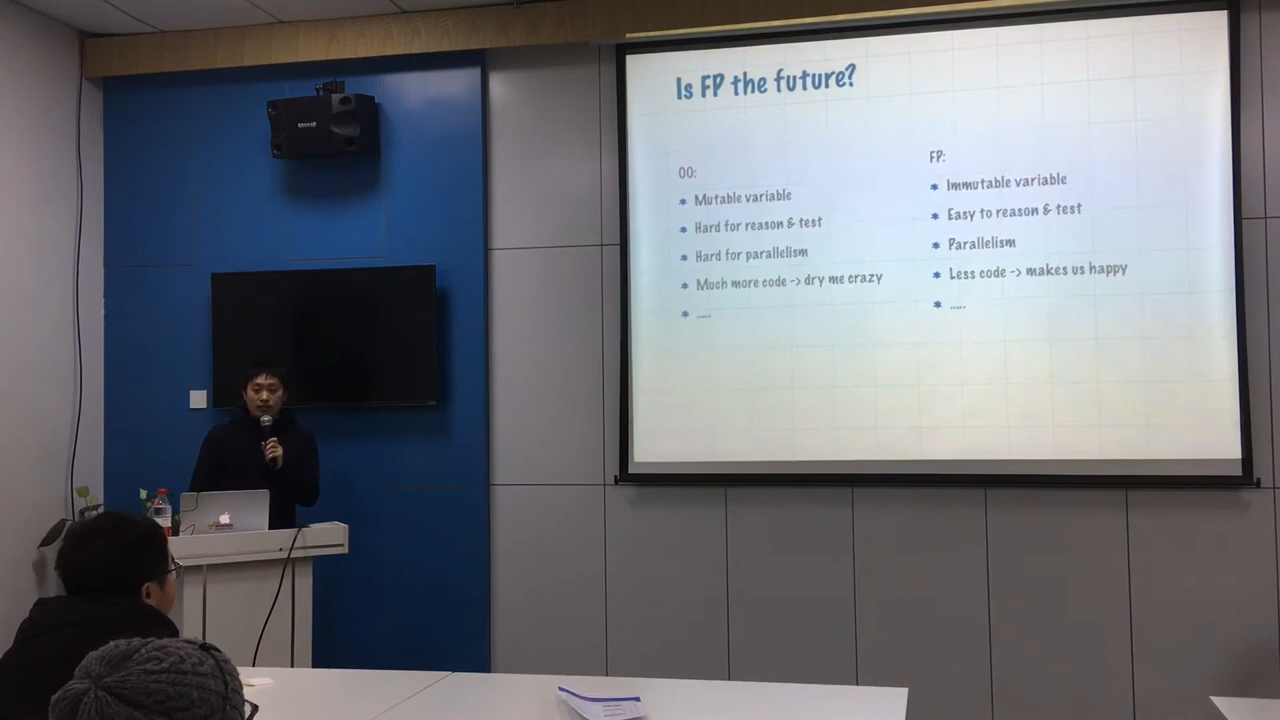 Is FP the future?
OO:
* Mutable variable
* Hard for reason & test
* Hard for parallelism
* Much more code -> dry me crazy
* .....
FP:
* Immutable variable
* Easy to reason & test
* Parallelism
* Less code -> makes us happy
* .....